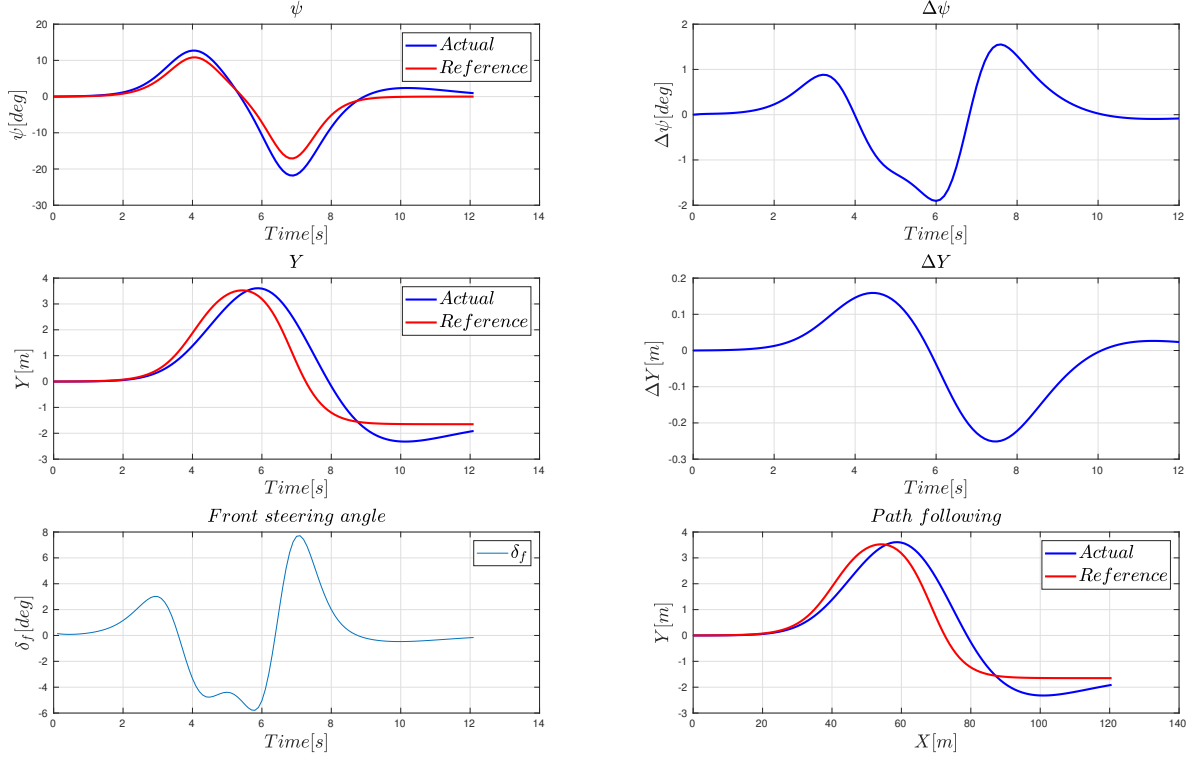 ψ
20
10
0
-10
-20
-30
ψ[deg]
0 2 4 6 8 10 12 14
Time[s]
Actual
Reference
Δψ
2
1
0
-1
-2
Δψ[deg]
0 2 4 6 8 10 12
Time[s]
Y
4
3
2
1
0
-1
-2
-3
Y[m]
0 2 4 6 8 10 12 14
Time[s]
Actual
Reference
ΔY
0.2
0.1
0
-0.1
-0.2
-0.3
ΔY[m]
0 2 4 6 8 10 12
Time[s]
Front steering angle
8
6
4
2
0
-2
-4
-6
δf[deg]
0 2 4 6 8 10 12 14
Time[s]
δf
Path following
4
3
2
1
0
-1
-2
-3
Y[m]
0 20 40 60 80 100 120 140
X[m]
Actual
Reference